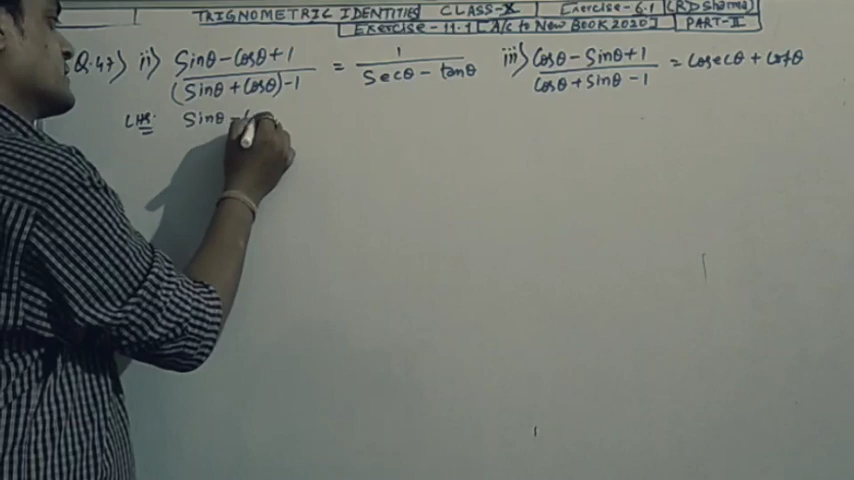 TRIGNOMETRIC IDENTITIES CLASS-X Exercise-6.1 (RD Sharma)
Exercise-11.1 [A/c to New Book 2020] PART-II
Q.47) ii) (Sinθ - Cosθ + 1)/((Sinθ + Cosθ) - 1) = 1/(Secθ - tanθ) iii) (Cosθ - Sinθ + 1)/(Cosθ + Sinθ - 1) = Cosecθ + Cotθ
LHS: Sinθ -